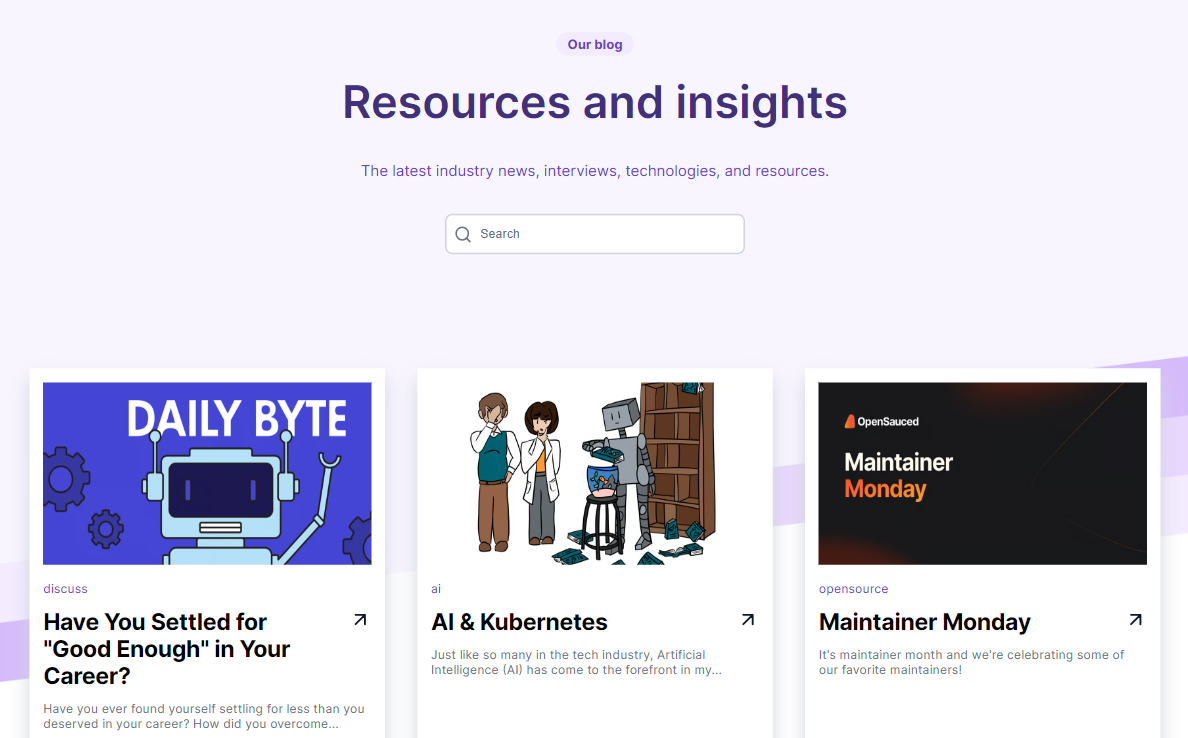 Our blog
Resources and insights
The latest industry news, interviews, technologies, and resources.
Search
DAILY BYTE
discuss
Have You Settled for
"Good Enough" in Your
Career?
Have you ever found yourself settling for less than you
deserved in your career? How did you overcome...
ai
AI & Kubernetes
Just like so many in the tech industry, Artificial
Intelligence (AI) has come to the forefront in my...
OpenSauced
Maintainer
Monday
opensource
Maintainer Monday
It's maintainer month and we're celebrating some of
our favorite maintainers!